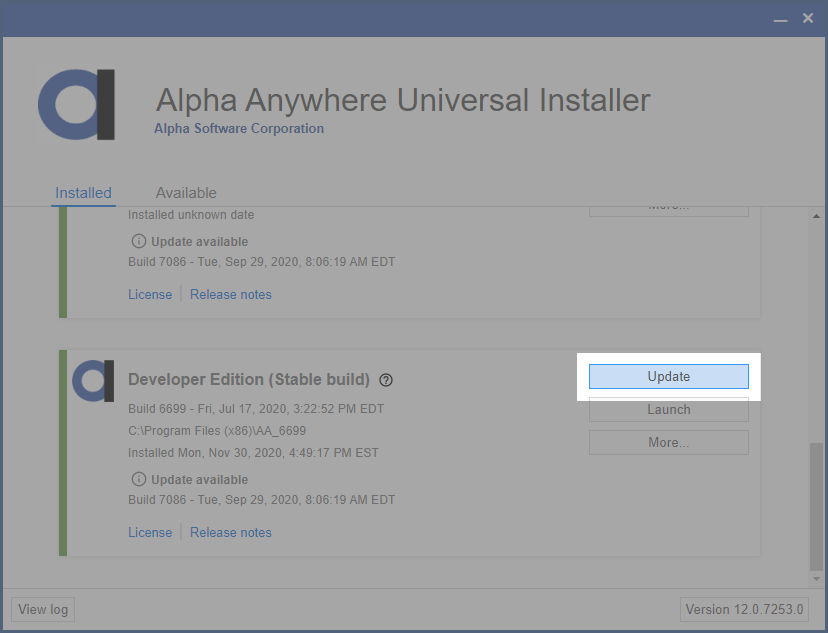 Alpha Anywhere Universal Installer
Alpha Software Corporation
Installed Available
Installed unknown date
More...
Update available
Build 7086 - Tue, Sep 29, 2020, 8:06:19 AM EDT
License Release notes
Developer Edition (Stable build)
Update
Build 6699 - Fri, Jul 17, 2020, 3:22:52 PM EDT
Launch
C:\Program Files (x86)\AA_6699
More...
Installed Mon, Nov 30, 2020, 4:49:17 PM EST
Update available
Build 7086 - Tue, Sep 29, 2020, 8:06:19 AM EDT
License Release notes
View log
Version 12.0.7253.0